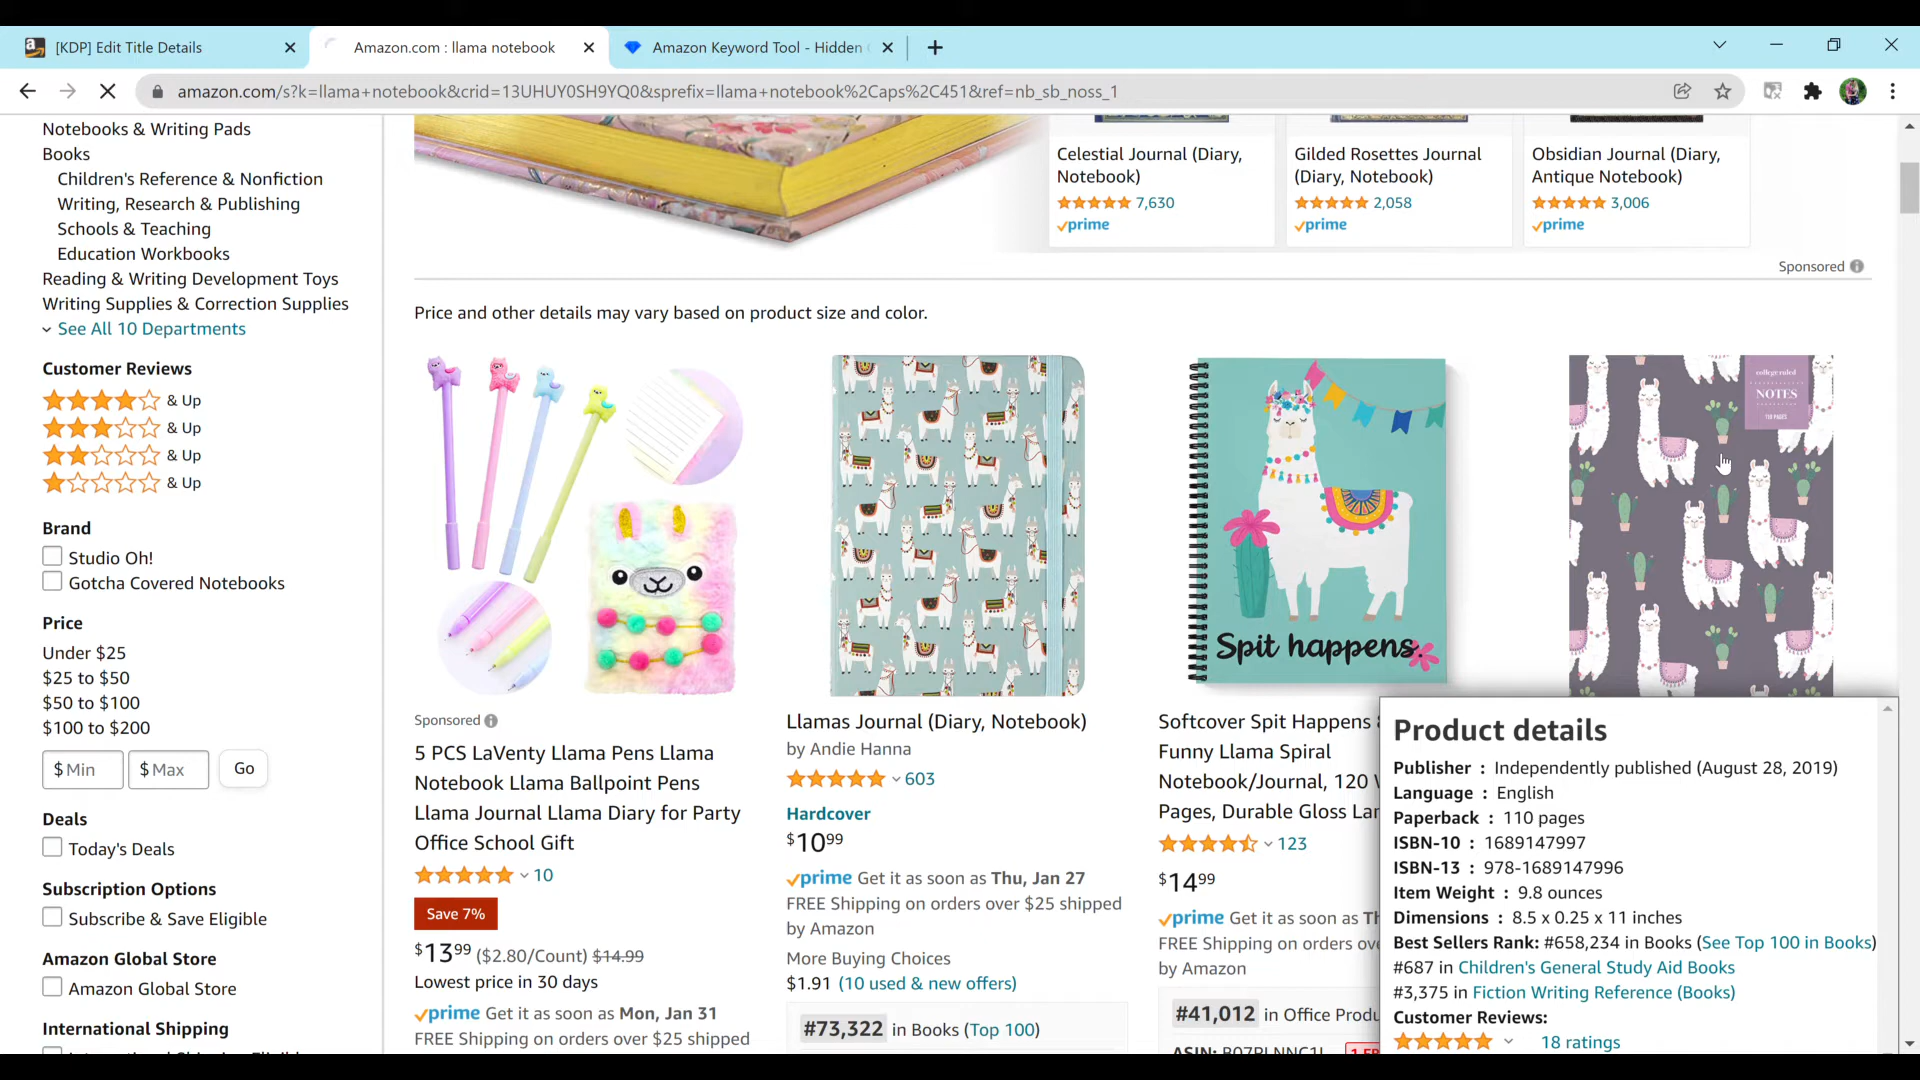 [KDP] Edit Title Details
Amazon.com : llama notebook
Amazon Keyword Tool - Hidden
amazon.com/s?k=llama+notebook&crid=13UHUY0SH9YQ0&sprefix=llama+notebook%2Caps%2C451&ref=nb_sb_noss_1
Notebooks & Writing Pads
Books
Children's Reference & Nonfiction
Writing, Research & Publishing
Schools & Teaching
Education Workbooks
Reading & Writing Development Toys
Writing Supplies & Correction Supplies
See All 10 Departments
Customer Reviews
& Up
& Up
& Up
& Up
Brand
Studio Oh!
Gotcha Covered Notebooks
Price
Under $25
$25 to $50
$50 to $100
$100 to $200
$ Min $ Max Go
Deals
Today's Deals
Subscription Options
Subscribe & Save Eligible
Amazon Global Store
Amazon Global Store
International Shipping
Celestial Journal (Diary,
Notebook)
7,630
prime
Gilded Rosettes Journal
(Diary, Notebook)
2,058
prime
Obsidian Journal (Diary,
Antique Notebook)
3,006
prime
Sponsored
Price and other details may vary based on product size and color.
Sponsored
5 PCS LaVenty Llama Pens Llama
Notebook Llama Ballpoint Pens
Llama Journal Llama Diary for Party
Office School Gift
10
Save 7%
$13.99 ($2.80/Count) $14.99
Lowest price in 30 days
prime Get it as soon as Mon, Jan 31
FREE Shipping on orders over $25 shipped
Llamas Journal (Diary, Notebook)
by Andie Hanna
603
Hardcover
$10.99
prime Get it as soon as Thu, Jan 27
FREE Shipping on orders over $25 shipped
by Amazon
More Buying Choices
$1.91 (10 used & new offers)
#73,322 in Books (Top 100)
Spit happens.
Softcover Spit Happens
Funny Llama Spiral
Notebook/Journal, 120
Pages, Durable Gloss
123
$14.99
prime Get it as soon as
FREE Shipping on orders
by Amazon
#41,012 in Office
ASIN:
college ruled
NOTES
110 PAGES
Product details
Publisher : Independently published (August 28, 2019)
Language : English
Paperback : 110 pages
ISBN-10 : 1689147997
ISBN-13 : 978-1689147996
Item Weight : 9.8 ounces
Dimensions : 8.5 x 0.25 x 11 inches
Best Sellers Rank: #658,234 in Books (See Top 100 in Books)
#687 in Children's General Study Aid Books
#3,375 in Fiction Writing Reference (Books)
Customer Reviews:
18 ratings